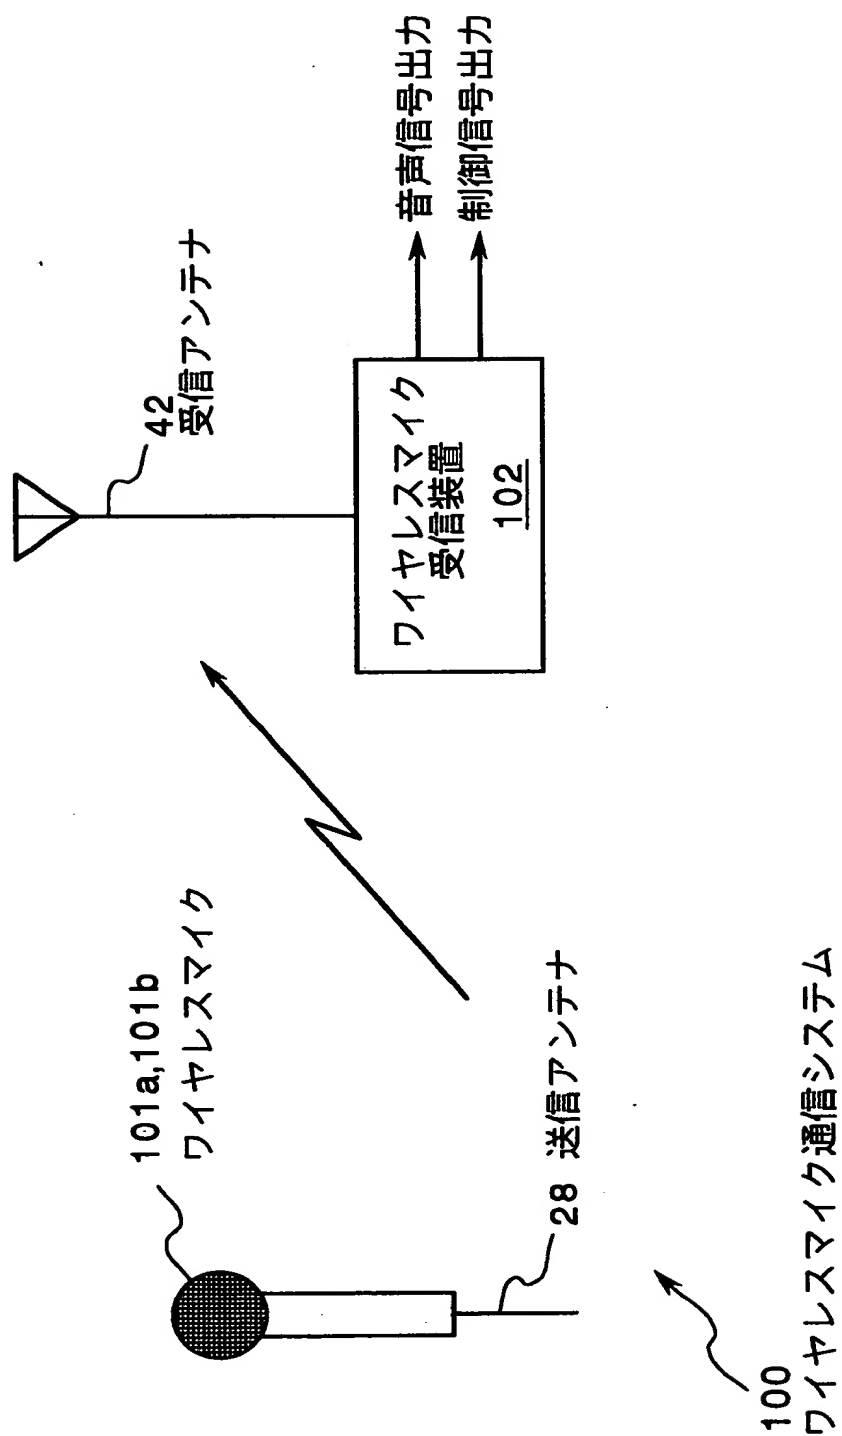 42
受信アンテナ
音声信号出力
制御信号出力
ワイヤレスマイク
受信装置
102
101a,101b
ワイヤレスマイク
28 送信アンテナ
100
ワイヤレスマイク通信システム